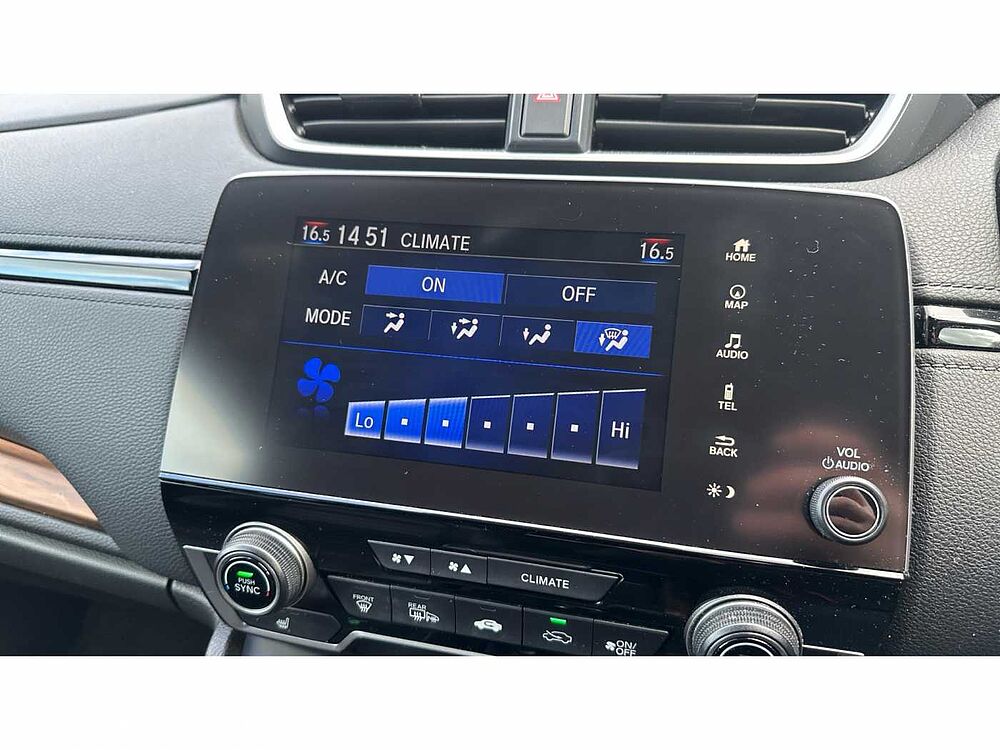 16.5 14 51 CLIMATE 16.5
A/C ON OFF
MODE
Lo Hi
HOME
MAP
AUDIO
TEL
BACK
VOL
AUDIO
PUSH
SYNC
CLIMATE
FRONT
REAR
ON/
OFF